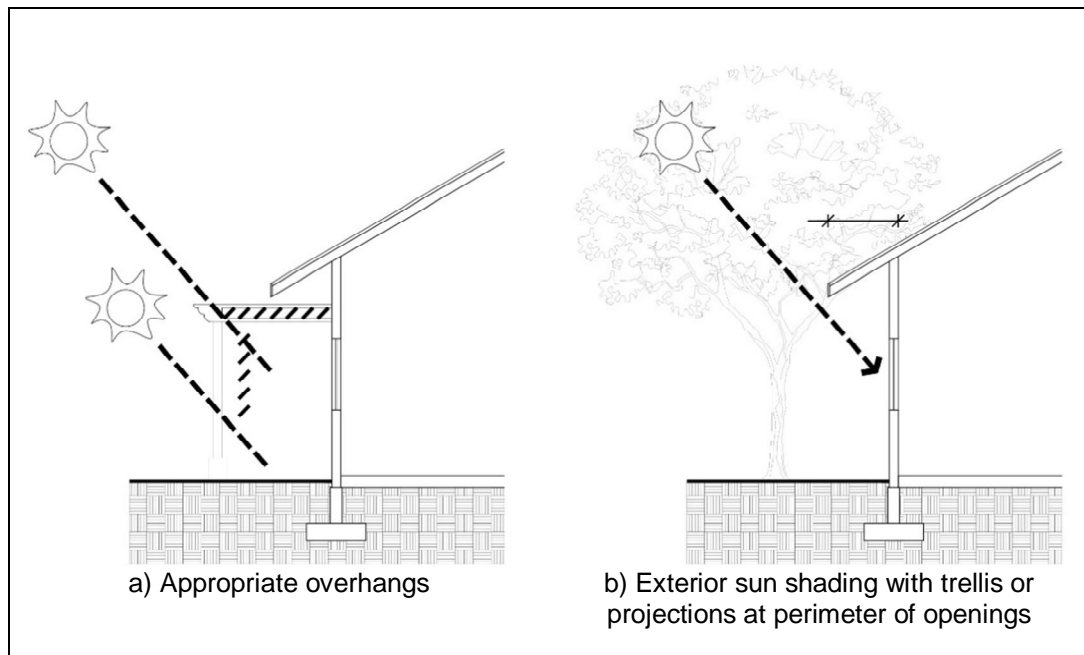 a) Appropriate overhangs
b) Exterior sun shading with trellis or
projections at perimeter of openings